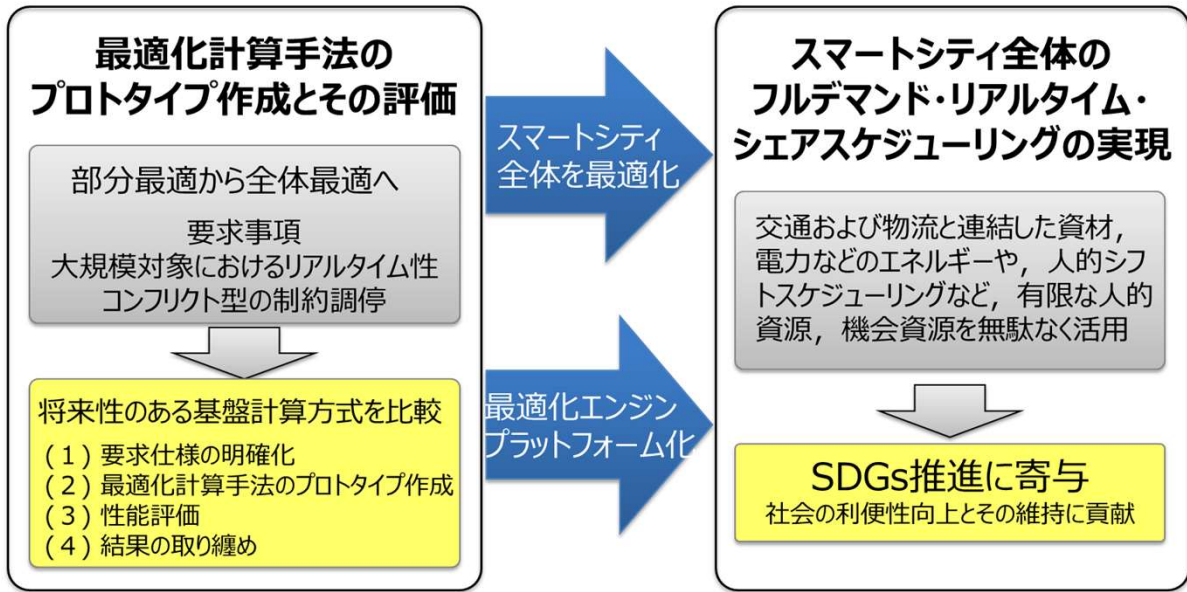 最適化計算手法の
プロトタイプ作成とその評価
部分最適から全体最適へ
要求事項
大規模対象におけるリアルタイム性
コンフリクト型の制約調停
将来性のある基盤計算方式を比較
(1)要求仕様の明確化
(2)最適化計算手法のプロトタイプ作成
(3)性能評価
(4)結果の取り纏め
スマートシティ
全体を最適化
最適化エンジン
プラットフォーム化
スマートシティ全体の
フルデマンド・リアルタイム・
シェアスケジューリングの実現
交通および物流と連結した資材，
電力などのエネルギーや，人的シフ
トスケジューリングなど，有限な人的
資源，機会資源を無駄なく活用
SDGs推進に寄与
社会の利便性向上とその維持に貢献